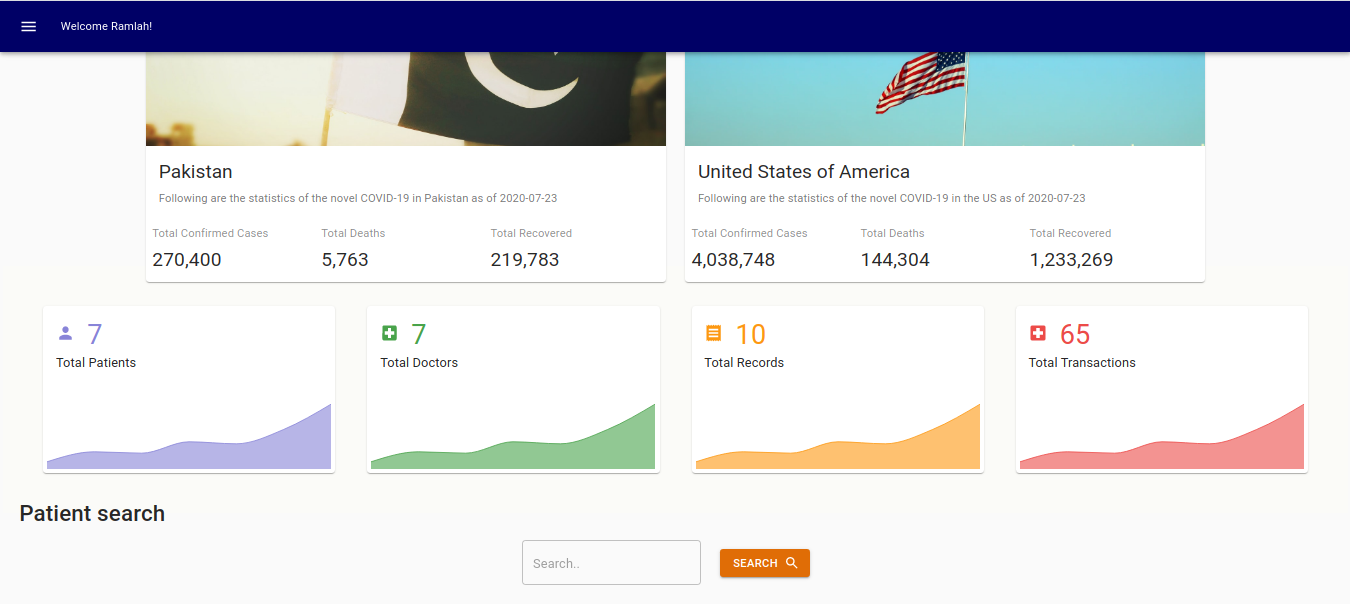 Welcome Ramlah!
Pakistan
Following are the statistics of the novel COVID-19 in Pakistan as of 2020-07-23
Total Confirmed Cases Total Deaths Total Recovered
270,400 5,763 219,783
United States of America
Following are the statistics of the novel COVID-19 in the US as of 2020-07-23
Total Confirmed Cases Total Deaths Total Recovered
4,038,748 144,304 1,233,269
7
Total Patients
7
Total Doctors
10
Total Records
65
Total Transactions
Patient search
Search..
SEARCH